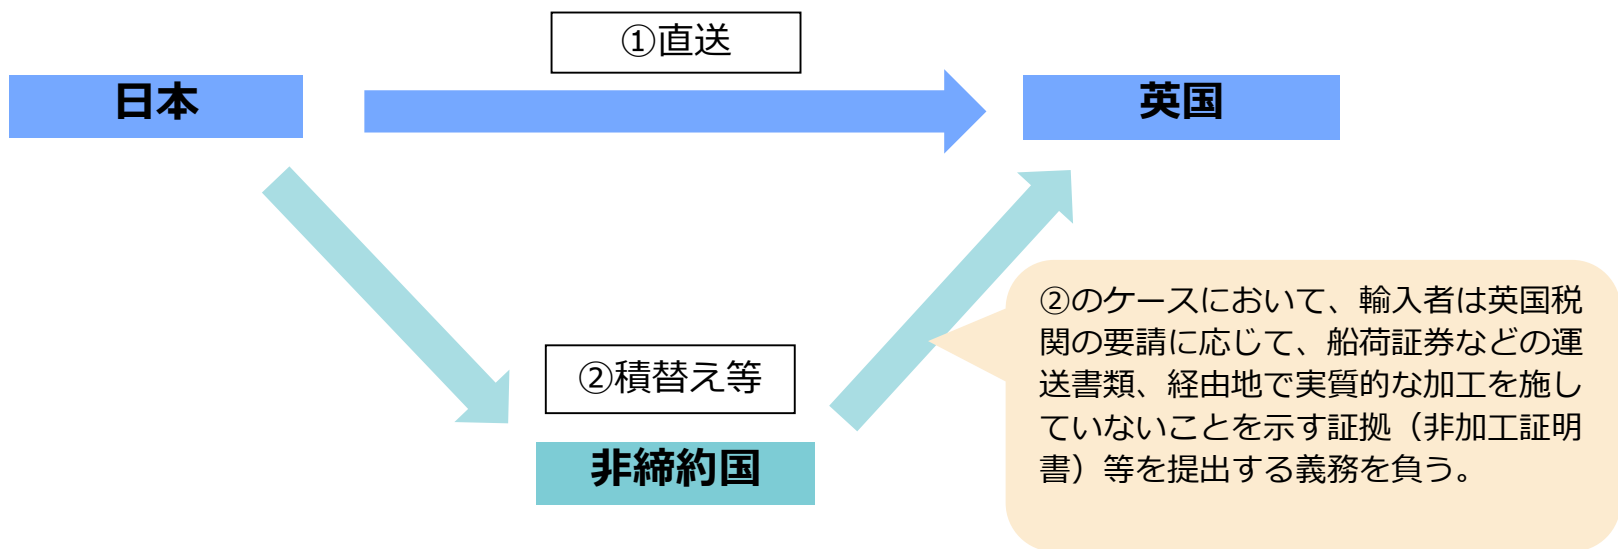 ①直送
日本
英国
②積替え等
非締約国
②のケースにおいて、輸入者は英国税
関の要請に応じて、船荷証券などの運
送書類、経由地で実質的な加工を施し
ていないことを示す証拠（非加工証明
書）等を提出する義務を負う。